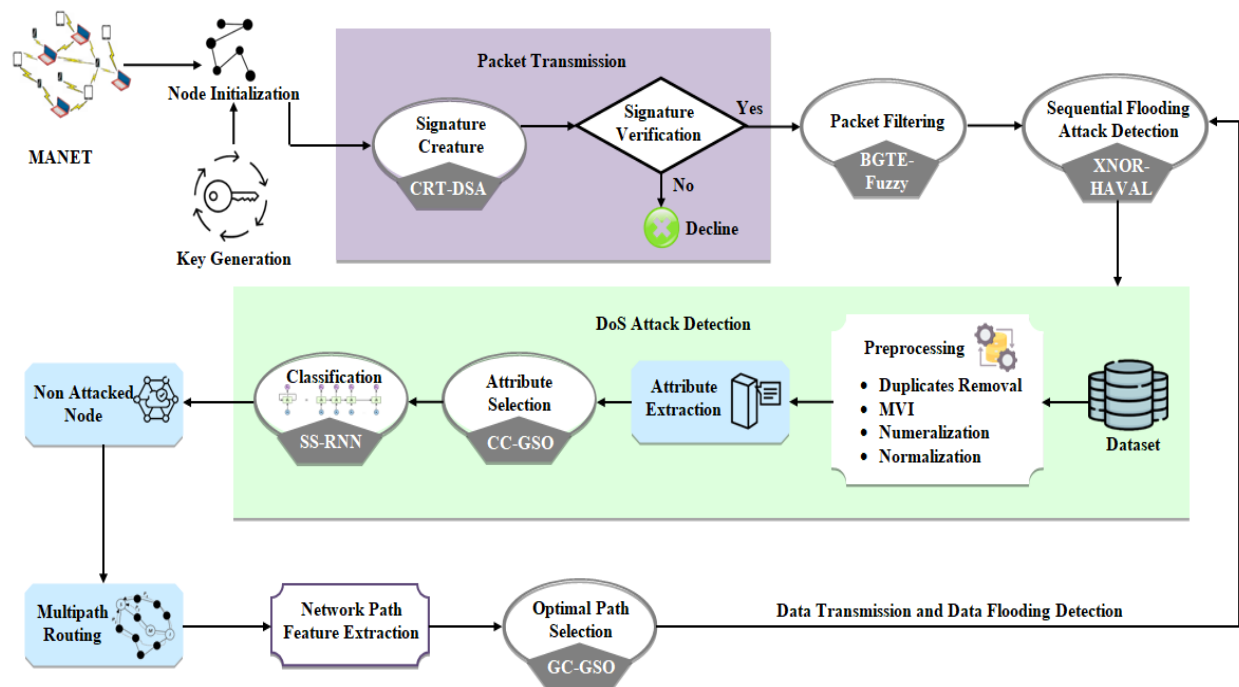 MANET
Node Initialization
Key Generation
Packet Transmission
Signature
Creature
CRT-DSA
Signature
Verification
Yes
No
Decline
Packet Filtering
BGTE-
Fuzzy
Sequential Flooding
Attack Detection
XNOR-
HAVAL
DoS Attack Detection
Dataset
Preprocessing
• Duplicates Removal
• MVI
• Numeralization
• Normalization
Attribute
Extraction
Attribute
Selection
CC-GSO
Classification
SS-RNN
Non Attacked
Node
Multipath
Routing
Network Path
Feature Extraction
Optimal Path
Selection
GC-GSO
Data Transmission and Data Flooding Detection